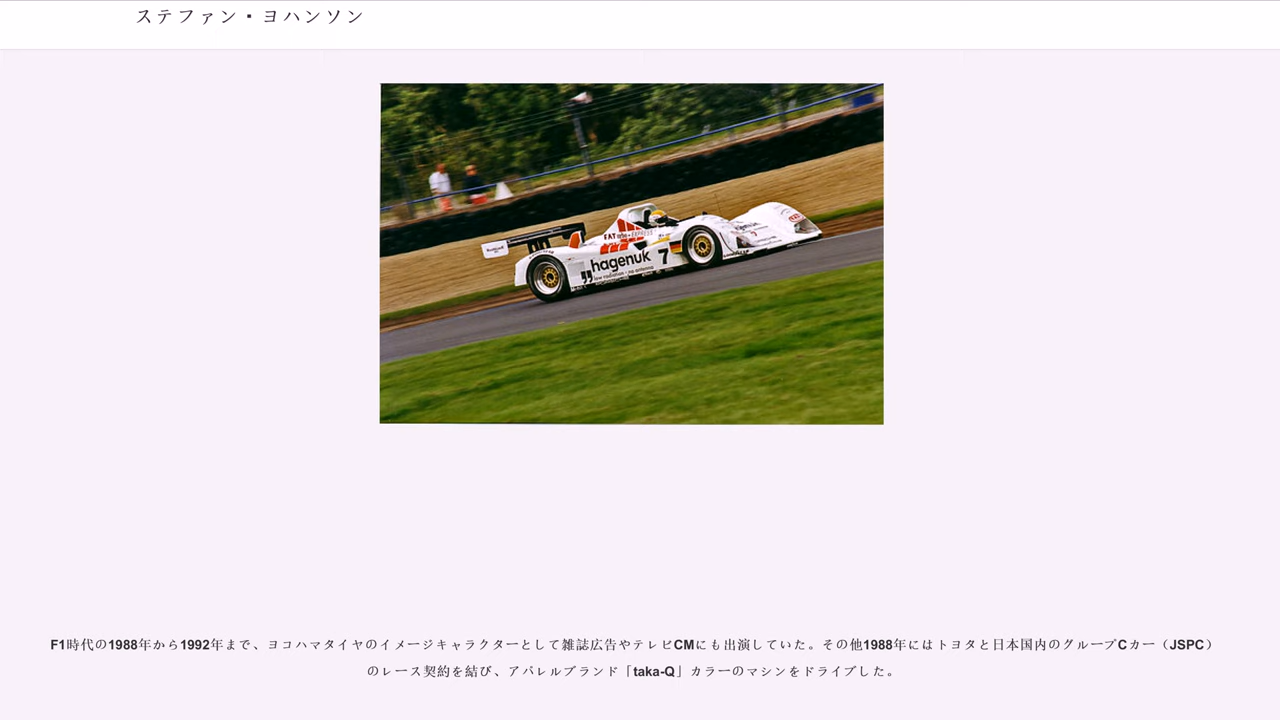 ステファン・ヨハンソン
FAT turbo EXPRESS
hagenuk
7
F1時代の1988年から1992年まで、ヨコハマタイヤのイメージキャラクターとして雑誌広告やテレビCMにも出演していた。その他1988年にはトヨタと日本国内のグループCカー（JSPC）
のレース契約を結び、アパレルブランド「taka-Q」カラーのマシンをドライブした。